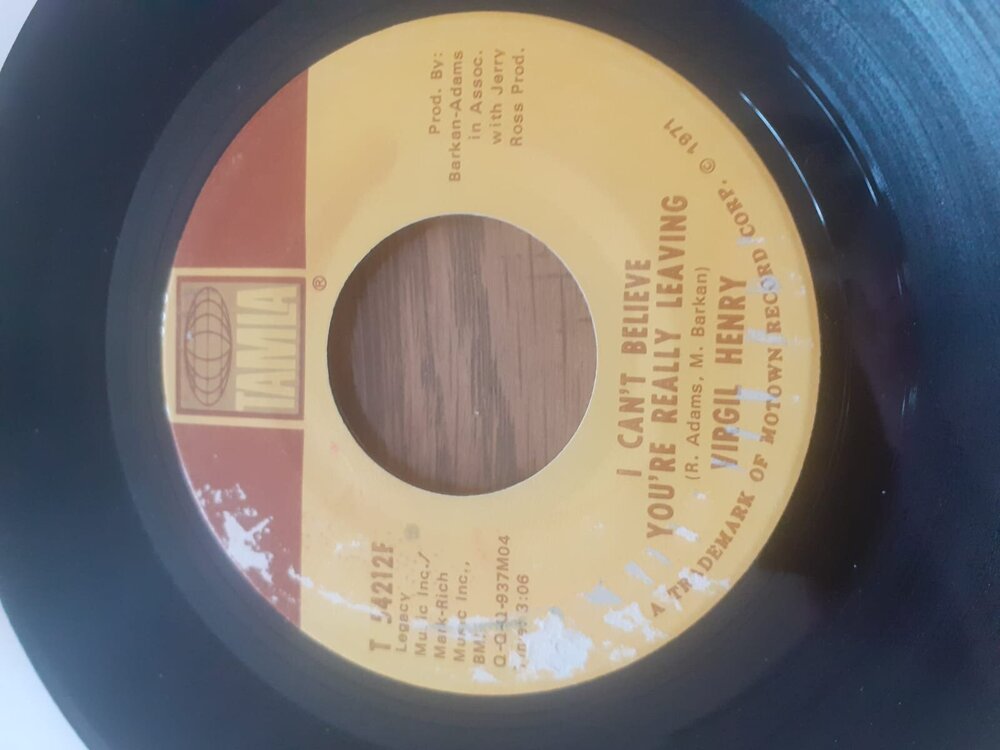 TAMLA
®
T 54212F
Legacy
Music Inc./
Mark-Rich
Music Inc.,
BMI
937M04
Time: 3:06
Prod. By:
Barkan-Adams
in Assoc.
with Jerry
Ross Prod.
I CAN'T BELIEVE
YOU'RE REALLY LEAVING
(R. Adams, M. Barkan)
VIRGIL HENRY
A TRADEMARK OF MOTOWN RECORD CORP. © 1971